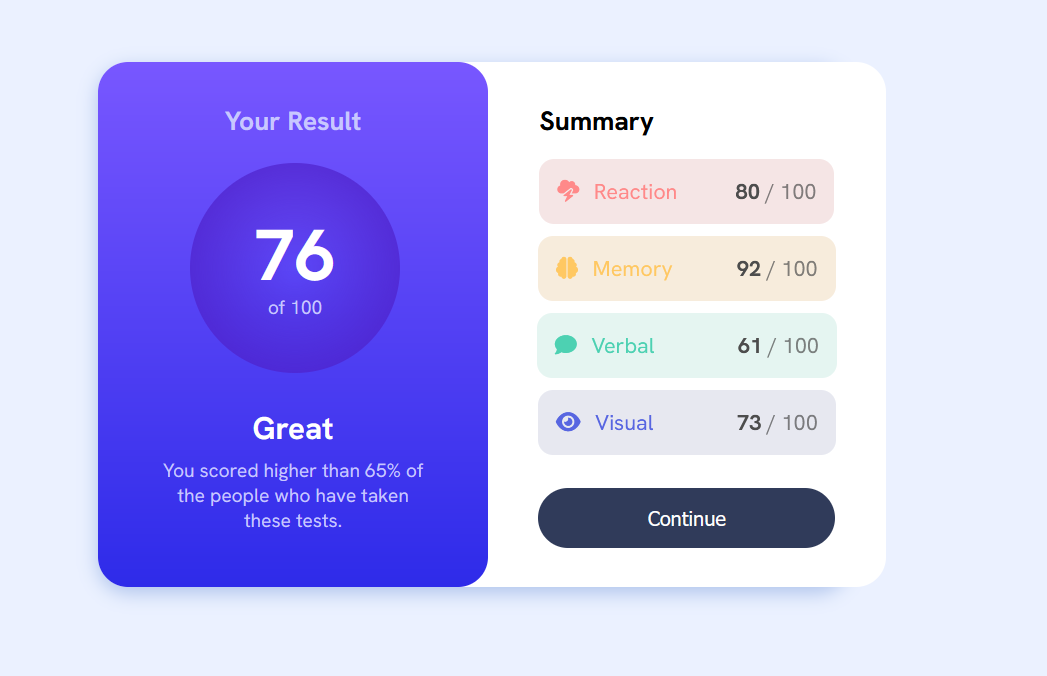 Your Result
76
of 100
Great
You scored higher than 65% of
the people who have taken
these tests.
Summary
Reaction 80 / 100
Memory 92 / 100
Verbal 61 / 100
Visual 73 / 100
Continue